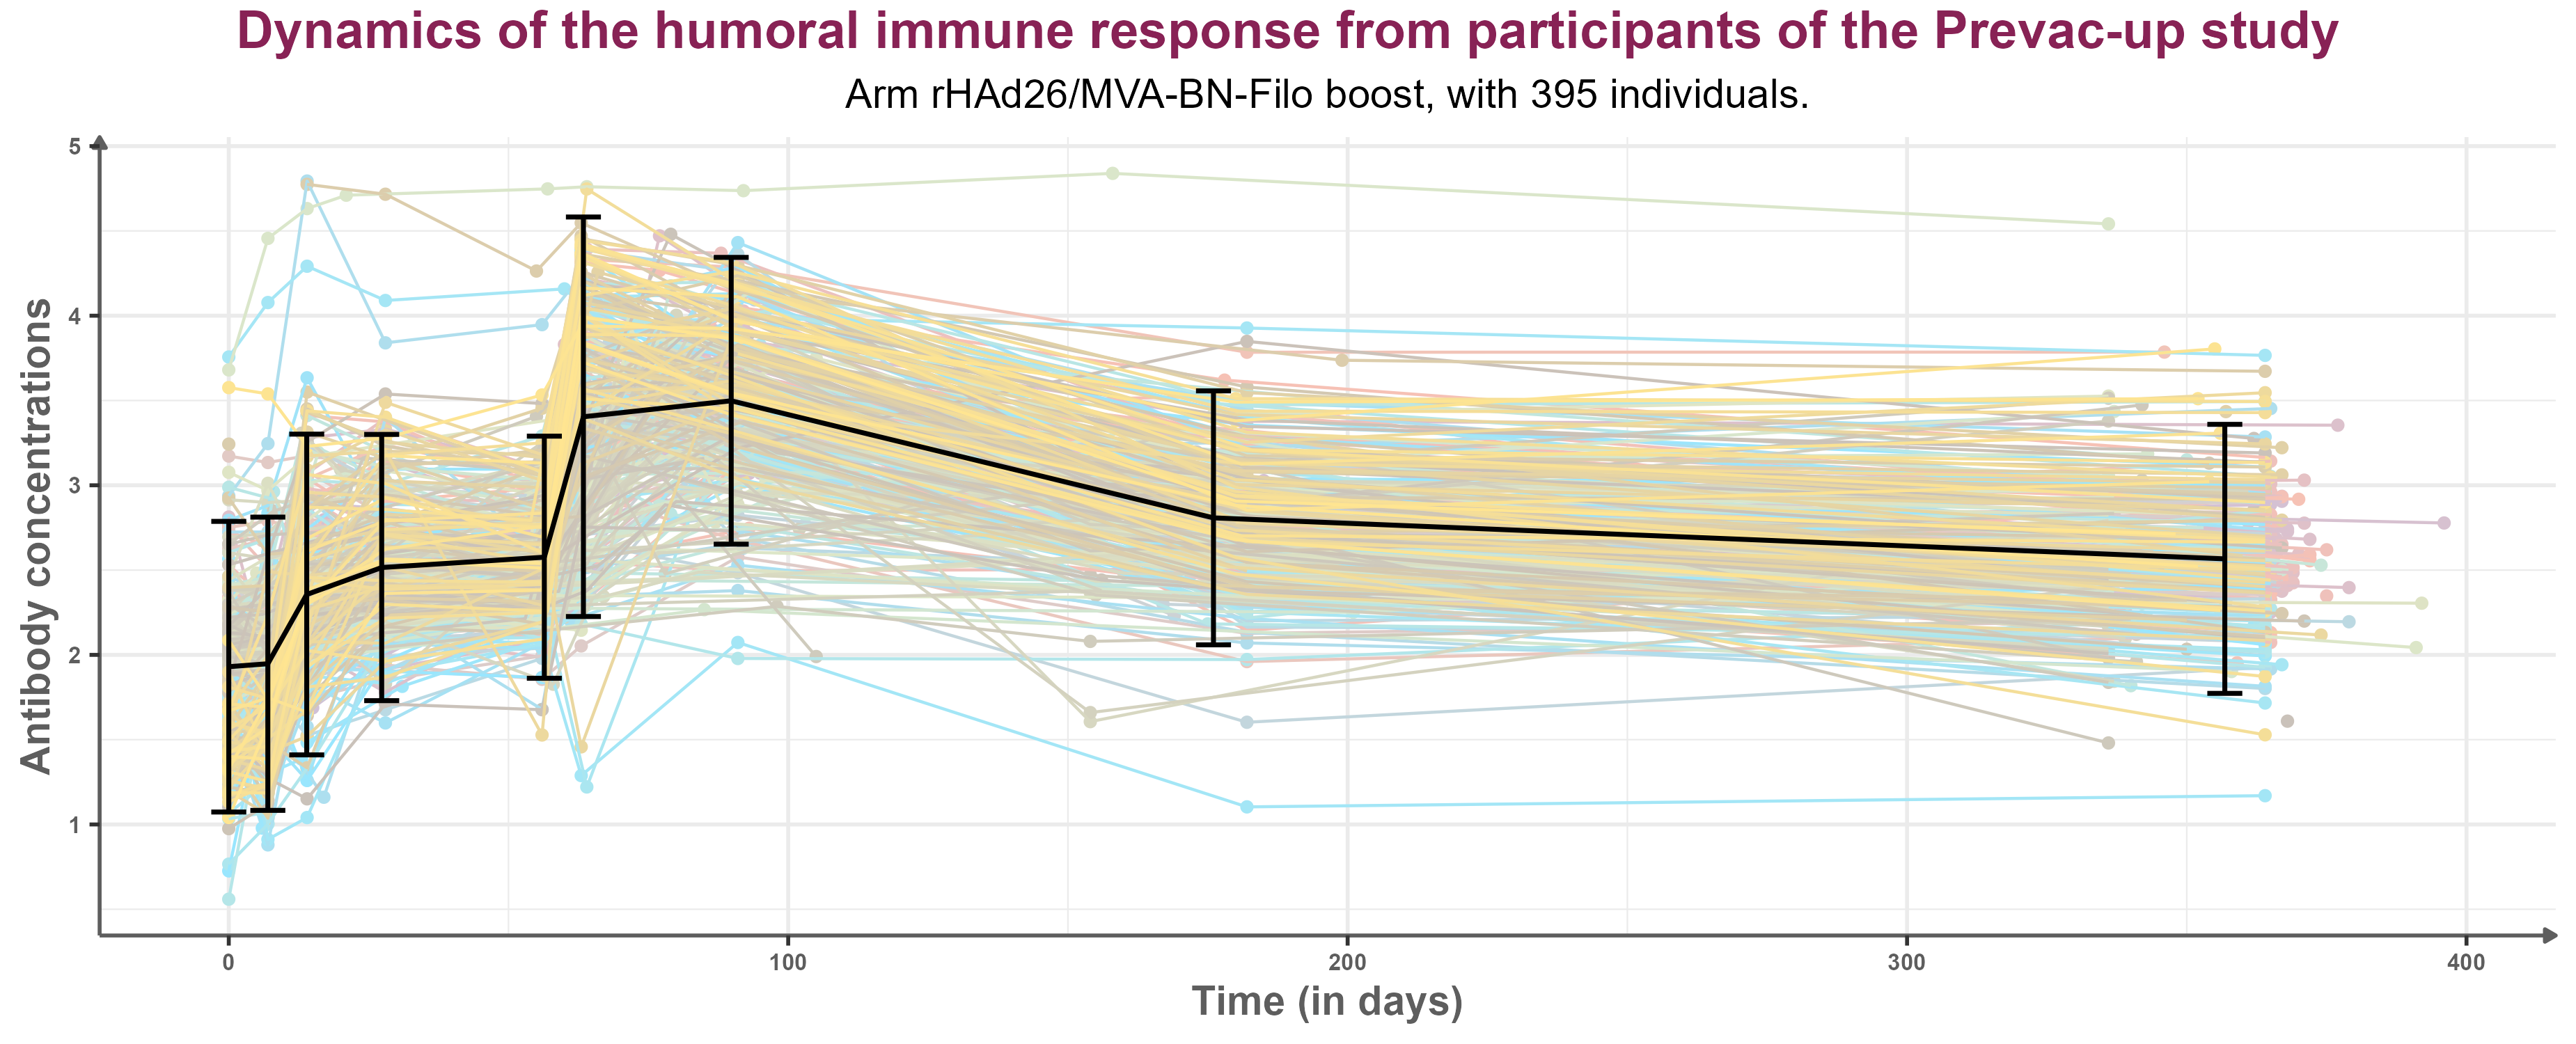 Dynamics of the humoral immune response from participants of the Prevac-up study
Arm rHAd26/MVA-BN-Filo boost, with 395 individuals.
Antibody concentrations
5
4
3
2
1
0 100 200 300 400
Time (in days)